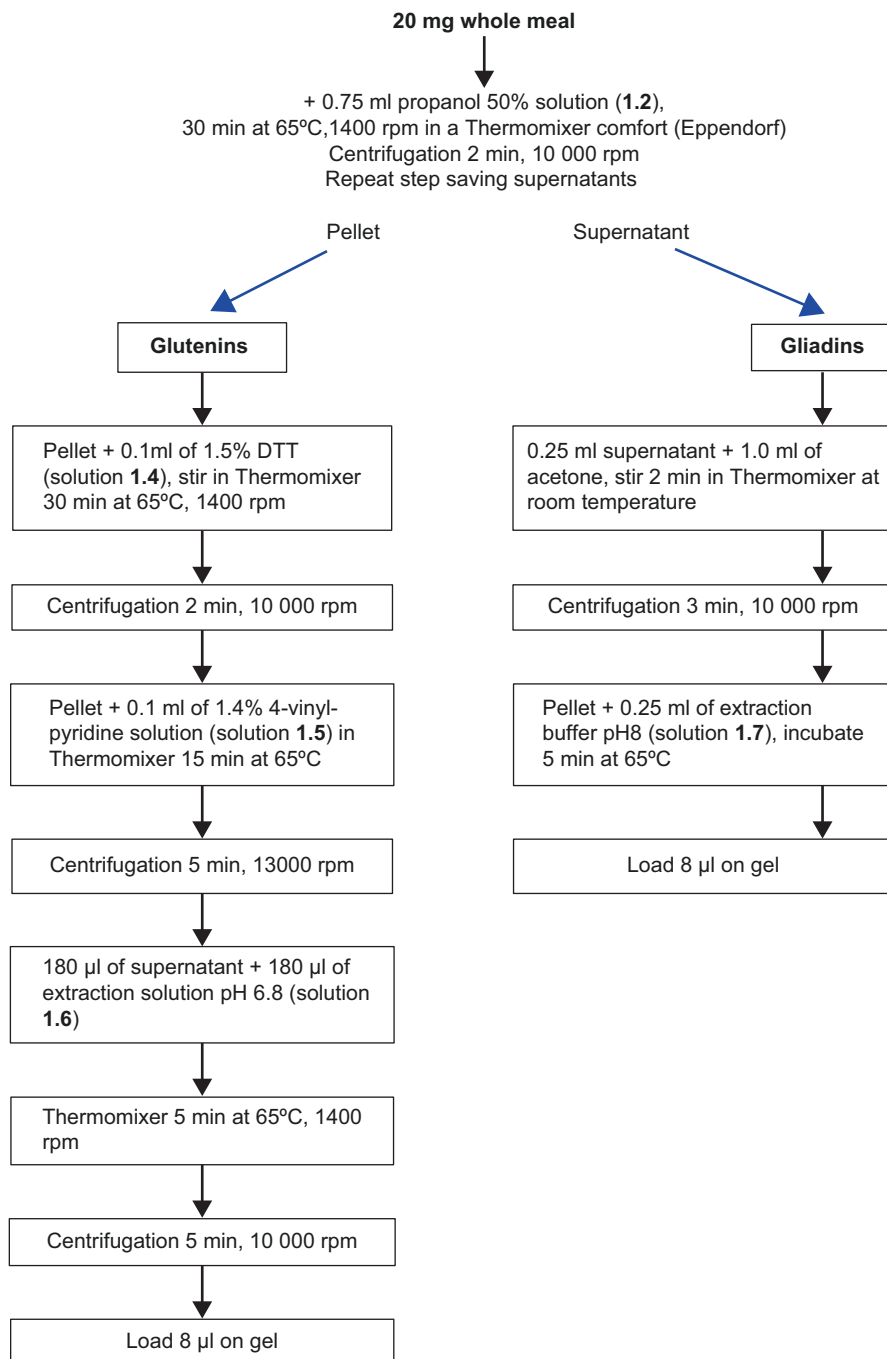 20 mg whole meal
+ 0.75 ml propanol 50% solution (1.2),
30 min at 65ºC,1400 rpm in a Thermomixer comfort (Eppendorf)
Centrifugation 2 min, 10 000 rpm
Repeat step saving supernatants
Pellet
Supernatant
Glutenins
Pellet + 0.1ml of 1.5% DTT
(solution 1.4), stir in Thermomixer
30 min at 65ºC, 1400 rpm
Centrifugation 2 min, 10 000 rpm
Pellet + 0.1 ml of 1.4% 4-vinyl-
pyridine solution (solution 1.5) in
Thermomixer 15 min at 65ºC
Centrifugation 5 min, 13000 rpm
180 µl of supernatant + 180 µl of
extraction solution pH 6.8 (solution
1.6)
Thermomixer 5 min at 65ºC, 1400
rpm
Centrifugation 5 min, 10 000 rpm
Load 8 µl on gel
Gliadins
0.25 ml supernatant + 1.0 ml of
acetone, stir 2 min in Thermomixer at
room temperature
Centrifugation 3 min, 10 000 rpm
Pellet + 0.25 ml of extraction
buffer pH8 (solution 1.7), incubate
5 min at 65ºC
Load 8 µl on gel